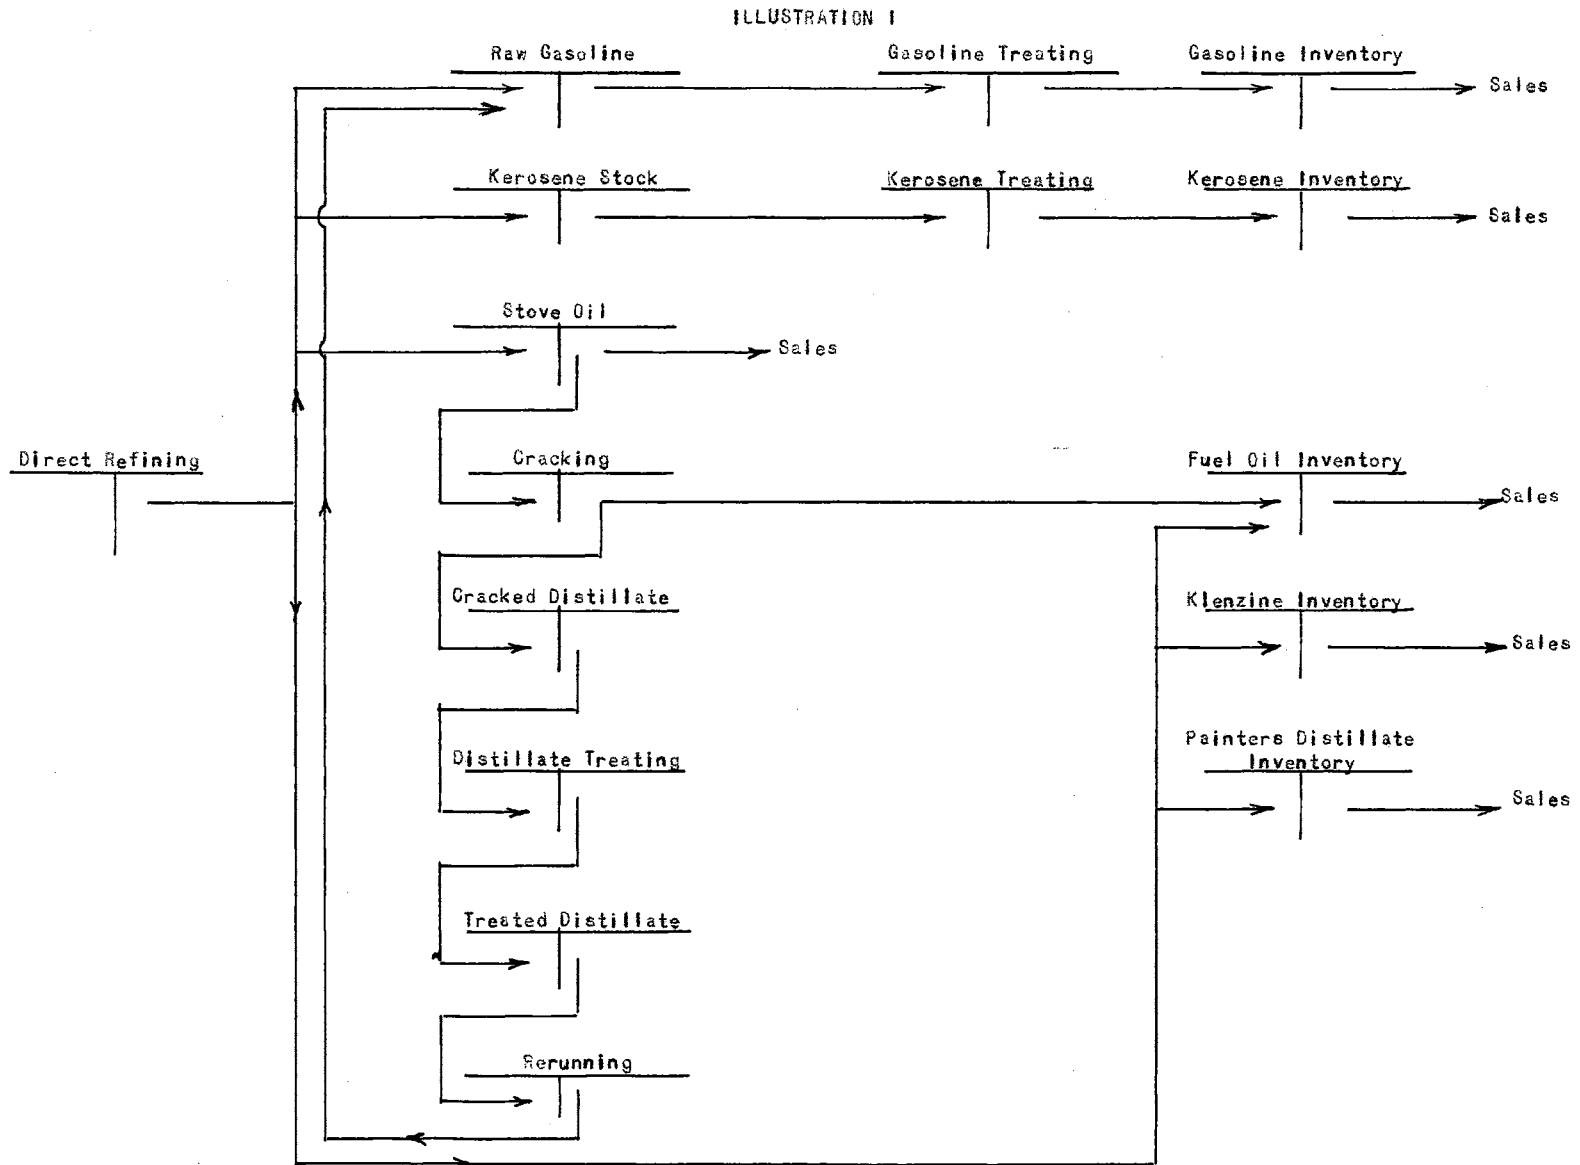 ILLUSTRATION I
Raw Gasoline
Gasoline Treating
Gasoline Inventory
Sales
Kerosene Stock
Kerosene Treating
Kerosene Inventory
Sales
Stove Oil
Sales
Direct Refining
Cracking
Fuel Oil Inventory
Sales
Cracked Distillate
Klenzine Inventory
Sales
Distillate Treating
Painters Distillate
Inventory
Sales
Treated Distillate
Rerunning